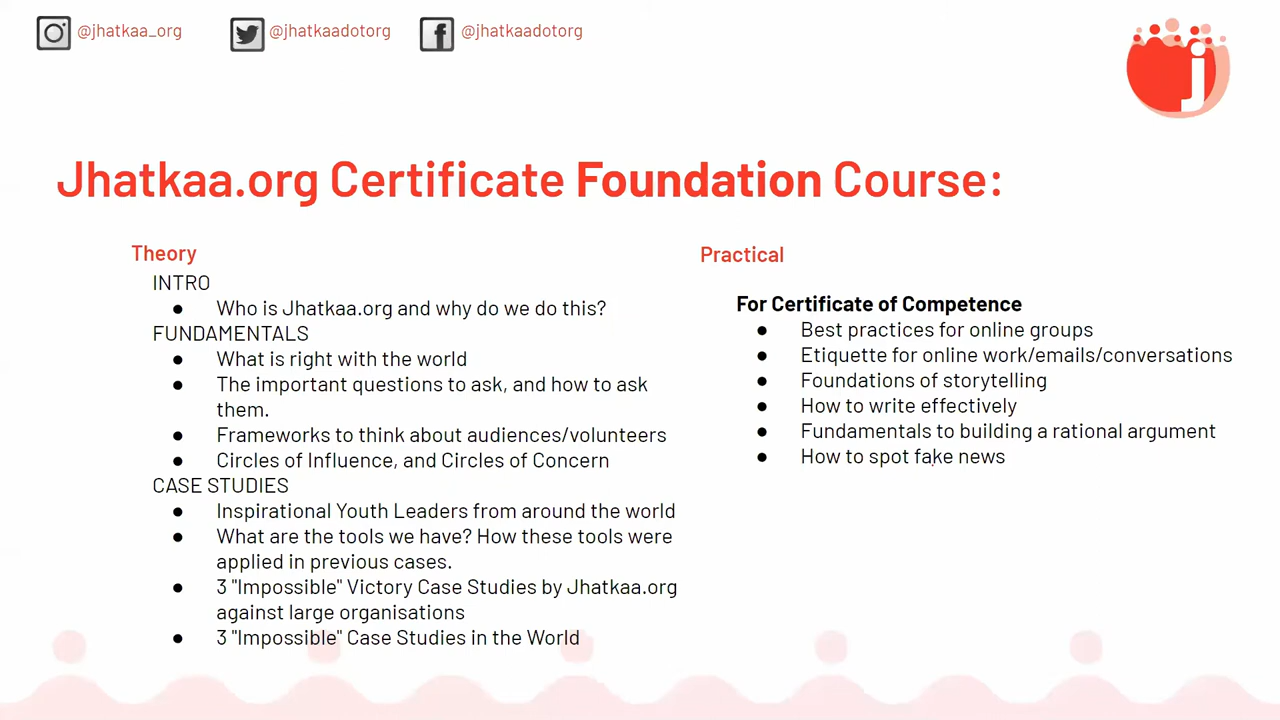 @jhatkaa_org
@jhatkaadotorg
@jhatkaadotorg
j
Jhatkaa.org Certificate Foundation Course:
Theory
INTRO
● Who is Jhatkaa.org and why do we do this?
FUNDAMENTALS
● What is right with the world
● The important questions to ask, and how to ask
them.
● Frameworks to think about audiences/volunteers
● Circles of Influence, and Circles of Concern
CASE STUDIES
● Inspirational Youth Leaders from around the world
● What are the tools we have? How these tools were
applied in previous cases.
● 3 "Impossible" Victory Case Studies by Jhatkaa.org
against large organisations
● 3 "Impossible" Case Studies in the World
Practical
For Certificate of Competence
● Best practices for online groups
● Etiquette for online work/emails/conversations
● Foundations of storytelling
● How to write effectively
● Fundamentals to building a rational argument
● How to spot fake news